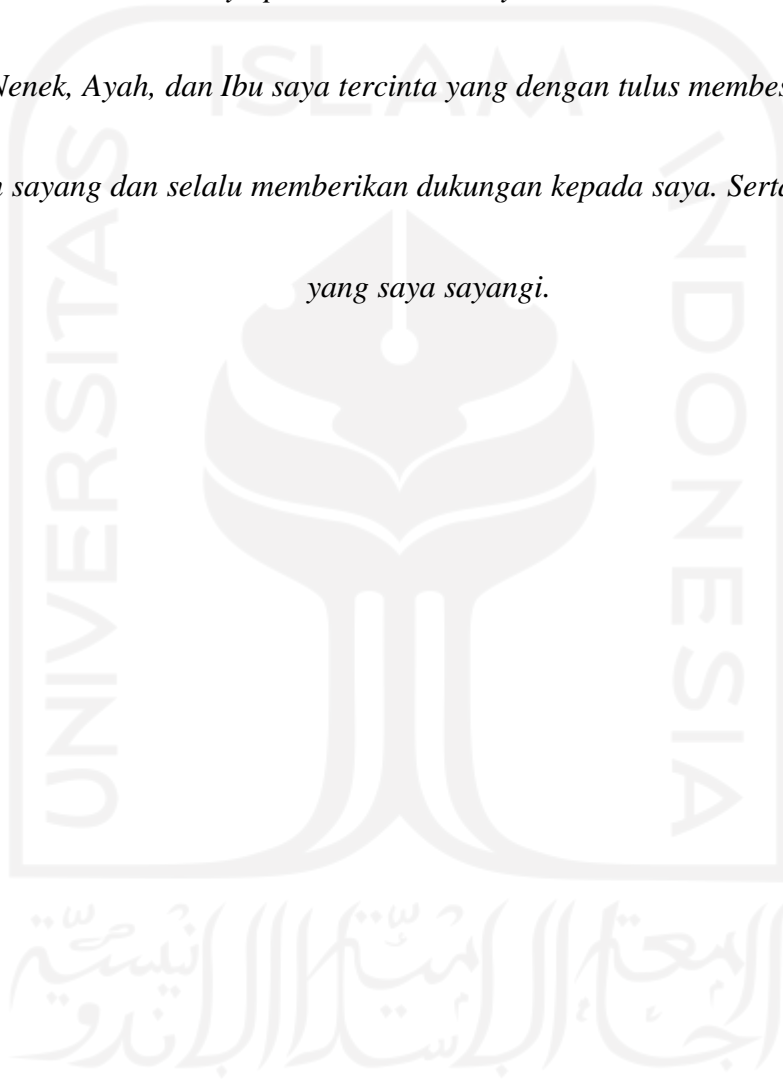 Nenek, Ayah, dan Ibu saya tercinta yang dengan tulus
sayang dan selalu memberikan dukungan kepada saya. Serta
yang saya sayangi.
ISLAM
UNIVERSITAS
INDONESIA